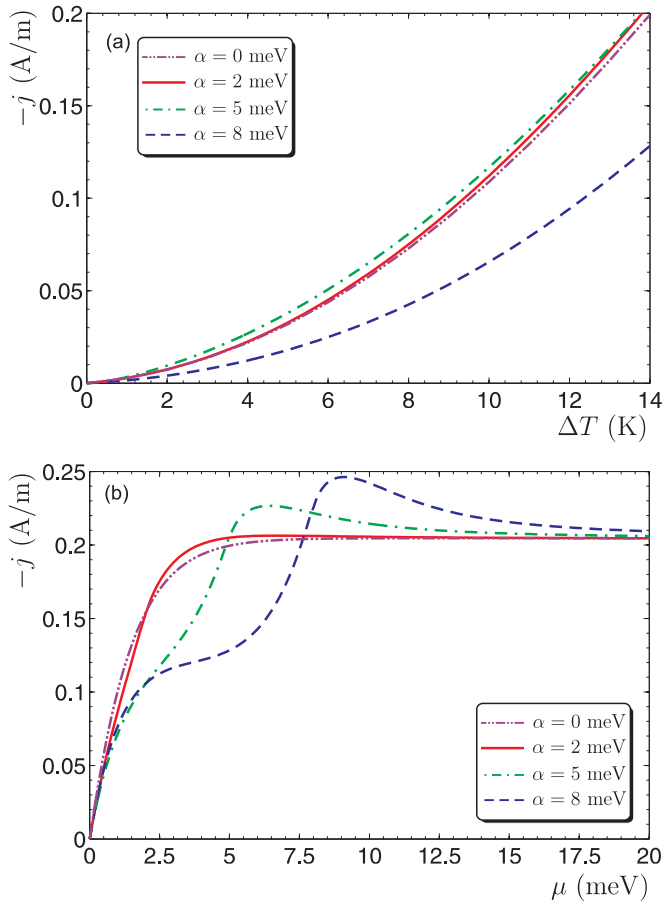 (a)
−j (A/m)
0.2
0.15
0.1
0.05
0
α = 0 meV
α = 2 meV
α = 5 meV
α = 8 meV
0 2 4 6 8 10 12 14
ΔT (K)
(b)
−j (A/m)
0.25
0.2
0.15
0.1
0.05
0
α = 0 meV
α = 2 meV
α = 5 meV
α = 8 meV
0 2.5 5 7.5 10 12.5 15 17.5 20
μ (meV)